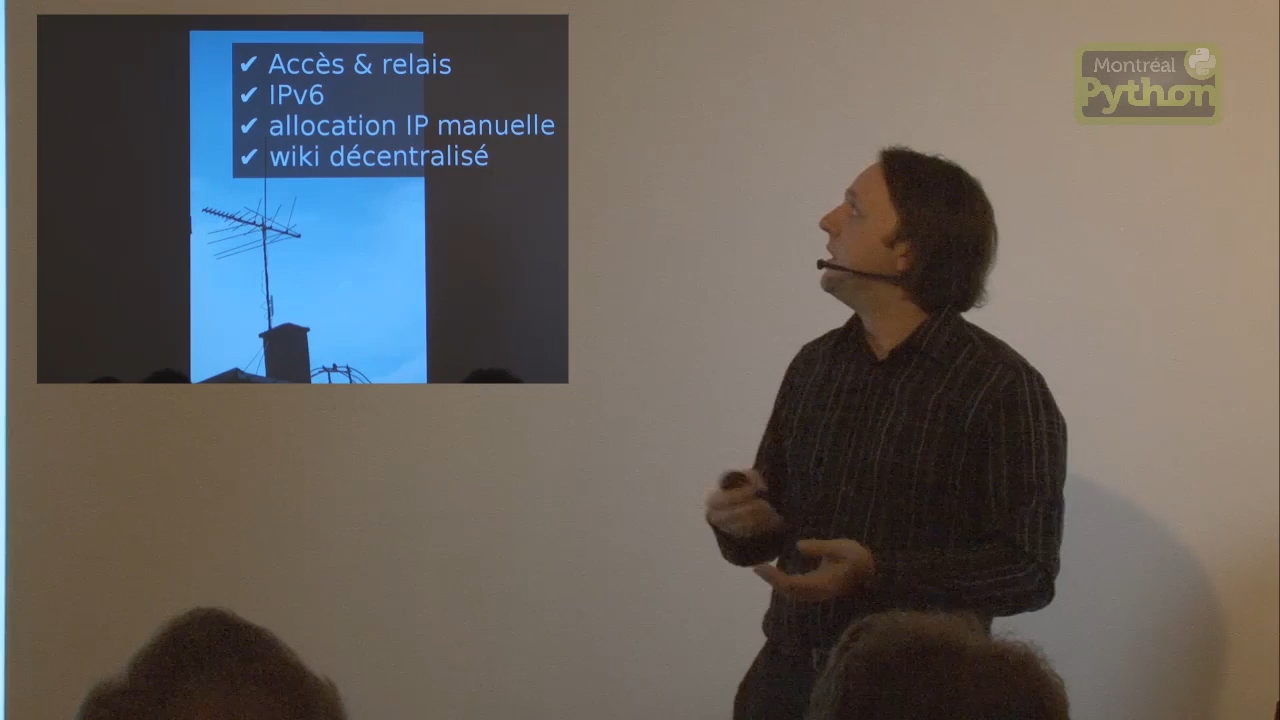 ✔ Accès & relais
✔ IPv6
✔ allocation IP manuelle
✔ wiki décentralisé
Montréal
Python